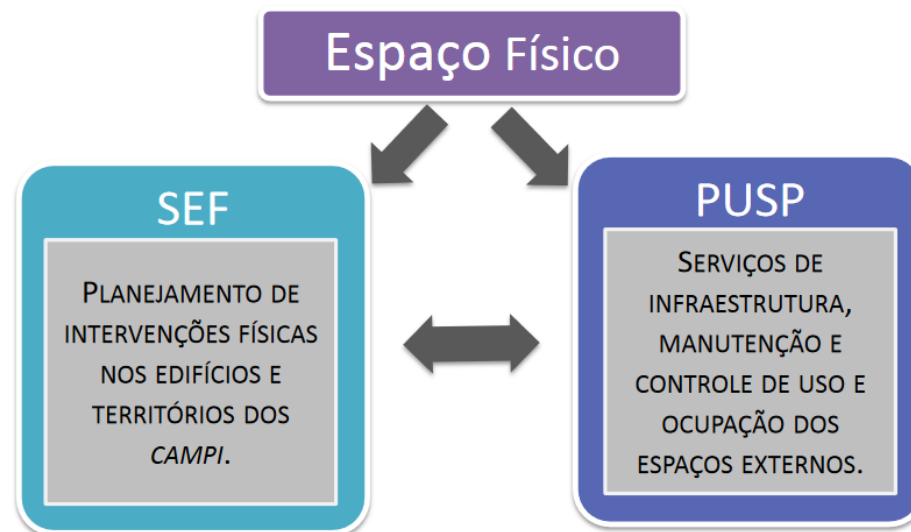 Espaço Físico
SEF
PLANEJAMENTO DE
INTERVENÇÕES FÍSICAS
NOS EDIFÍCIOS E
TERRITÓRIOS DOS
CAMPI.
PUSP
SERVIÇOS DE
INFRAESTRUTURA,
MANUTENÇÃO E
CONTROLE DE USO E
OCUPAÇÃO DOS
ESPAÇOS EXTERNOS.